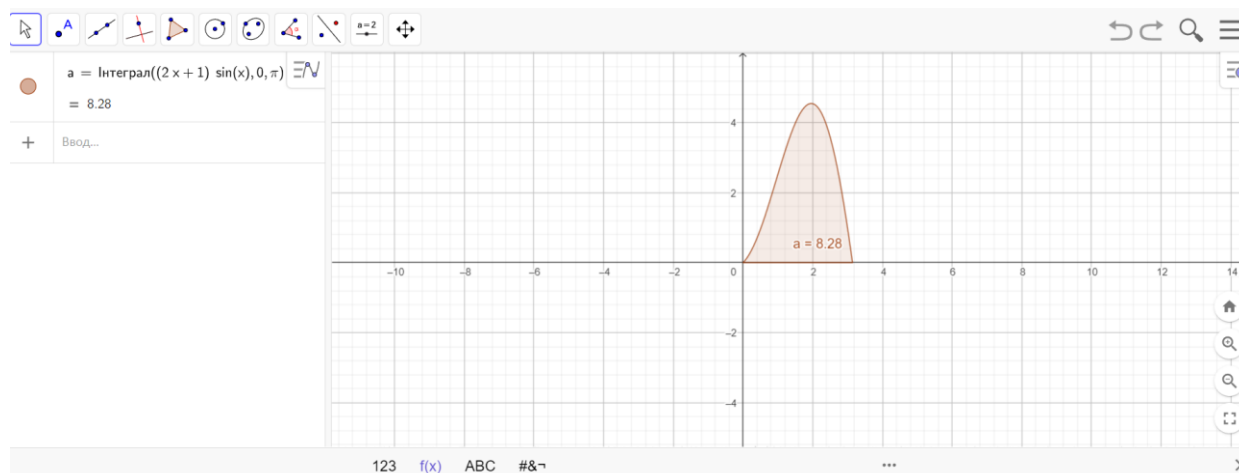 A
a=2
a = Інтеграл((2 x + 1) sin(x), 0, π)
= 8.28
+ Ввод...
4
2
a = 8.28
−10 −8 −6 −4 −2 0 2 4 6 8 10 12 14
−2
−4
123 f(x) ABC #&¬